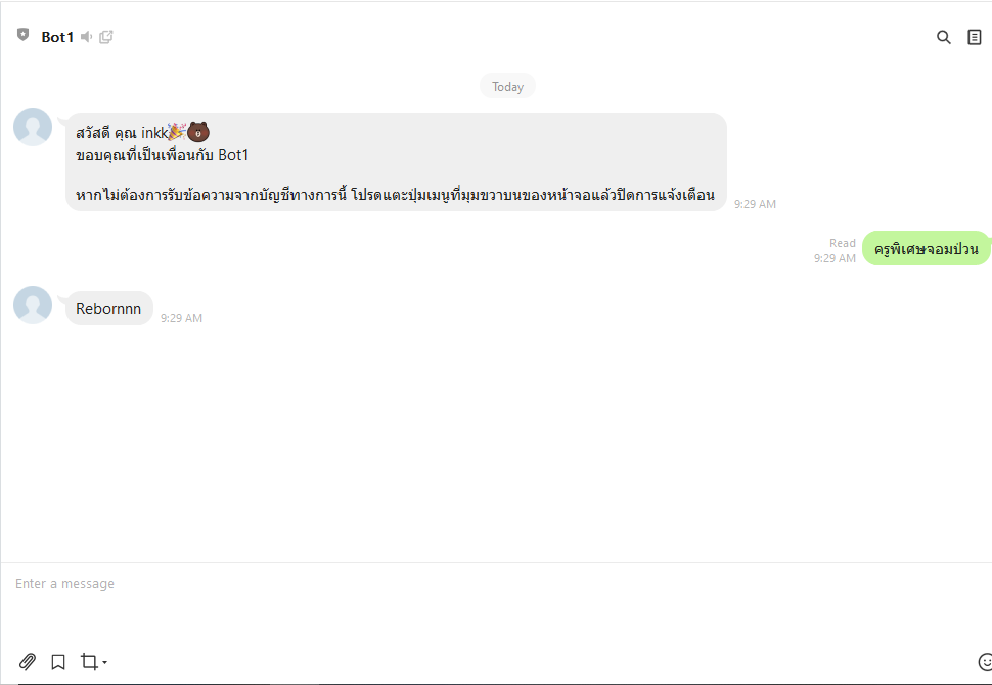 Bot1
Today
สวัสดี คุณ inkk🎉🐻
ขอบคุณที่เป็นเพื่อนกับ Bot1
หากไม่ต้องการรับข้อความจากบัญชีทางการนี้ โปรดแตะปุ่มเมนูที่มุมขวาบนของหน้าจอแล้วปิดการแจ้งเตือน
9:29 AM
Read
9:29 AM
ครูพิเศษจอมป่วน
Rebornnn
9:29 AM
Enter a message